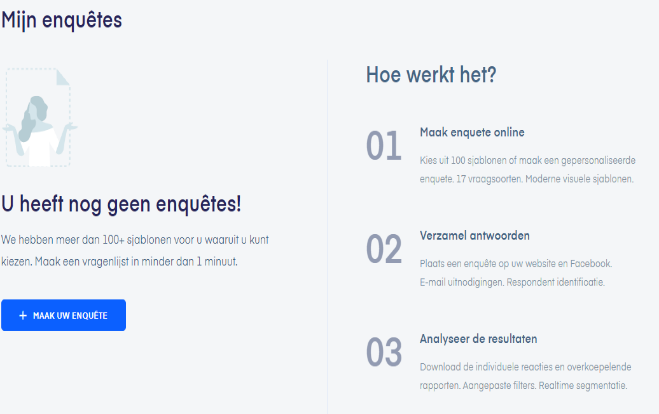 Mijn enquêtes
U heeft nog geen enquêtes!
We hebben meer dan 100+ sjablonen voor u waaruit u kunt
kiezen. Maak een vragenlijst in minder dan 1 minuut.
+ MAAK UW ENQUÊTE
Hoe werkt het?
01
Maak enquete online
Kies uit 100 sjablonen of maak een gepersonaliseerde
enquete. 17 vraagsoorten. Moderne visuele sjablonen.
02
Verzamel antwoorden
Plaats een enquête op uw website en Facebook.
E-mail uitnodigingen. Respondent identifioatie.
03
Analyseer de resultaten
Download de individuele reacties en overkoepelende
rapporten. Aangepaste filters. Realtime segmentatie.